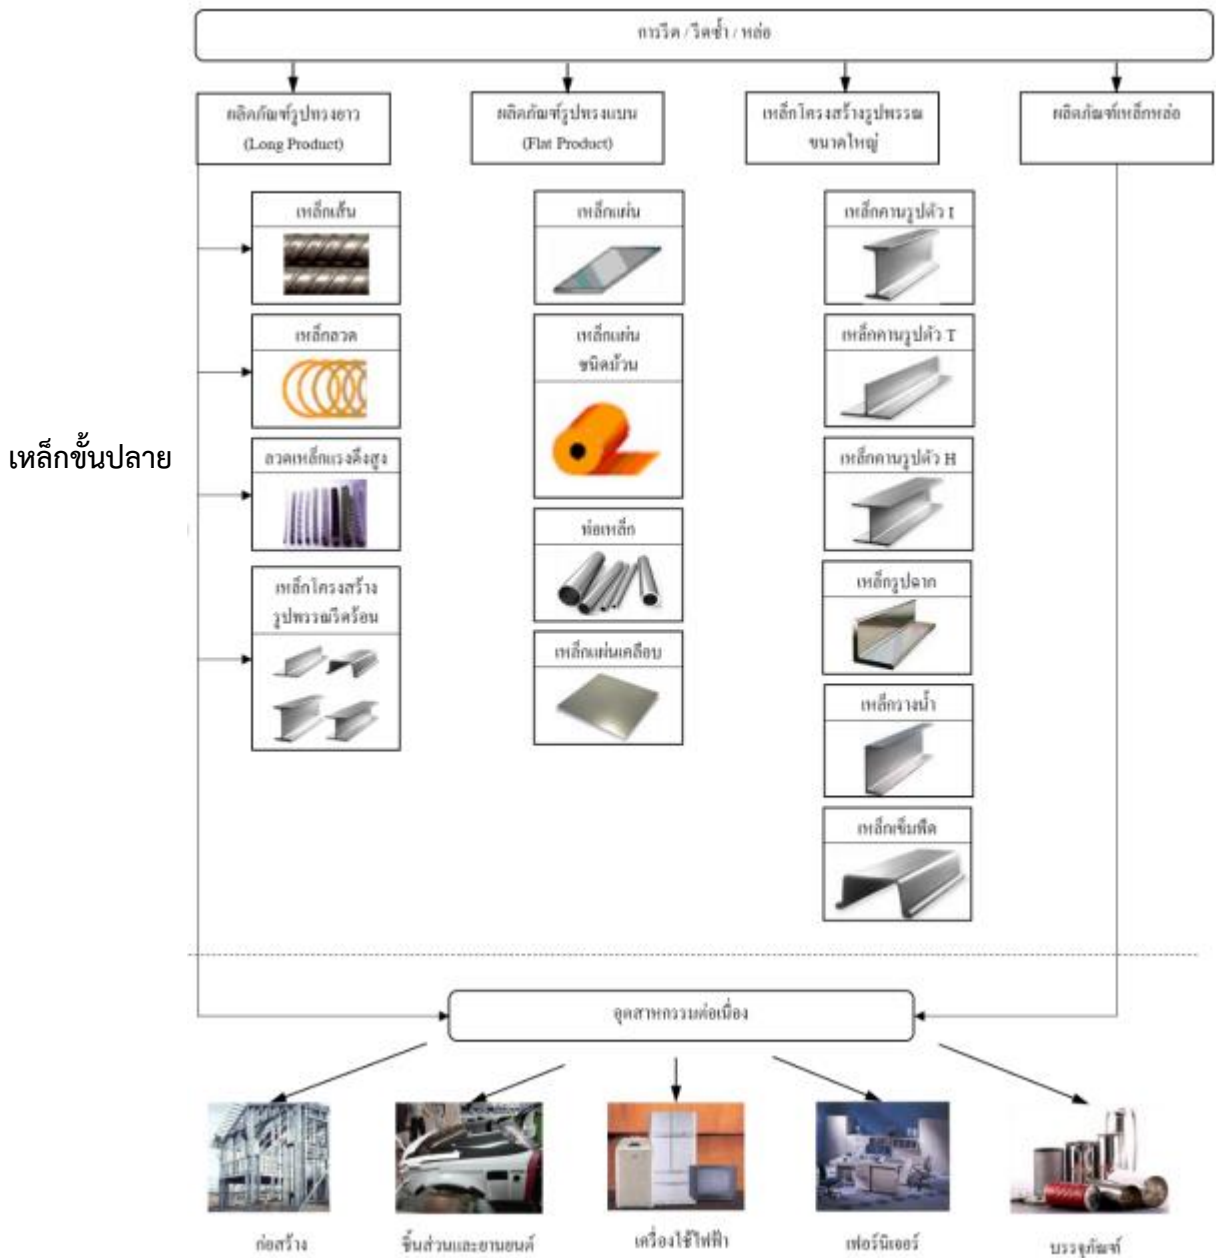 การรีด / รีดซ้ำ / หล่อ
ผลิตภัณฑ์รูปทรงยาว
(Long Product)
ผลิตภัณฑ์รูปทรงแบน
(Flat Product)
เหล็กโครงสร้างรูปพรรณ
ขนาดใหญ่
ผลิตภัณฑ์เหล็กหล่อ
เหล็กเส้น
เหล็กลวด
ลวดเหล็กแรงดึงสูง
เหล็กโครงสร้าง
รูปพรรณรีดร้อน
เหล็กแผ่น
เหล็กแผ่น
ชนิดม้วน
ท่อเหล็ก
เหล็กแผ่นเคลือบ
เหล็กคานรูปตัว I
เหล็กคานรูปตัว T
เหล็กคานรูปตัว H
เหล็กรูปฉาก
เหล็กรางน้ำ
เหล็กเข็มพืด
เหล็กขั้นปลาย
อุตสาหกรรมต่อเนื่อง
ก่อสร้าง
ชิ้นส่วนและยานยนต์
เครื่องใช้ไฟฟ้า
เฟอร์นิเจอร์
บรรจุภัณฑ์